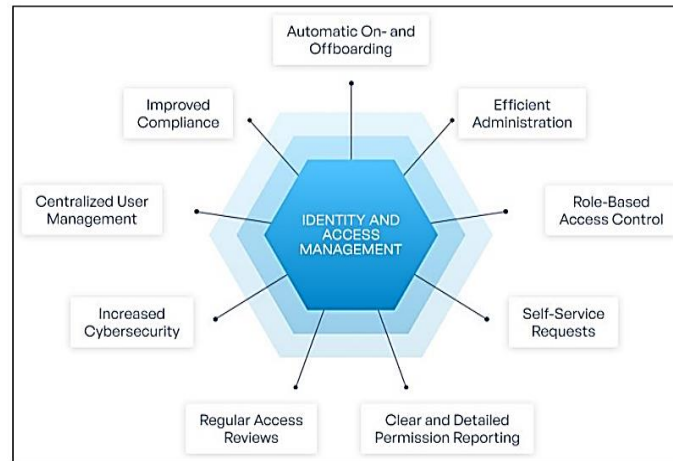 Automatic On- and
Offboarding
Improved
Compliance
Efficient
Administration
Centralized User
Management
IDENTITY AND
ACCESS
MANAGEMENT
Role-Based
Access Control
Increased
Cybersecurity
Self-Service
Requests
Regular Access
Reviews
Clear and Detailed
Permission Reporting